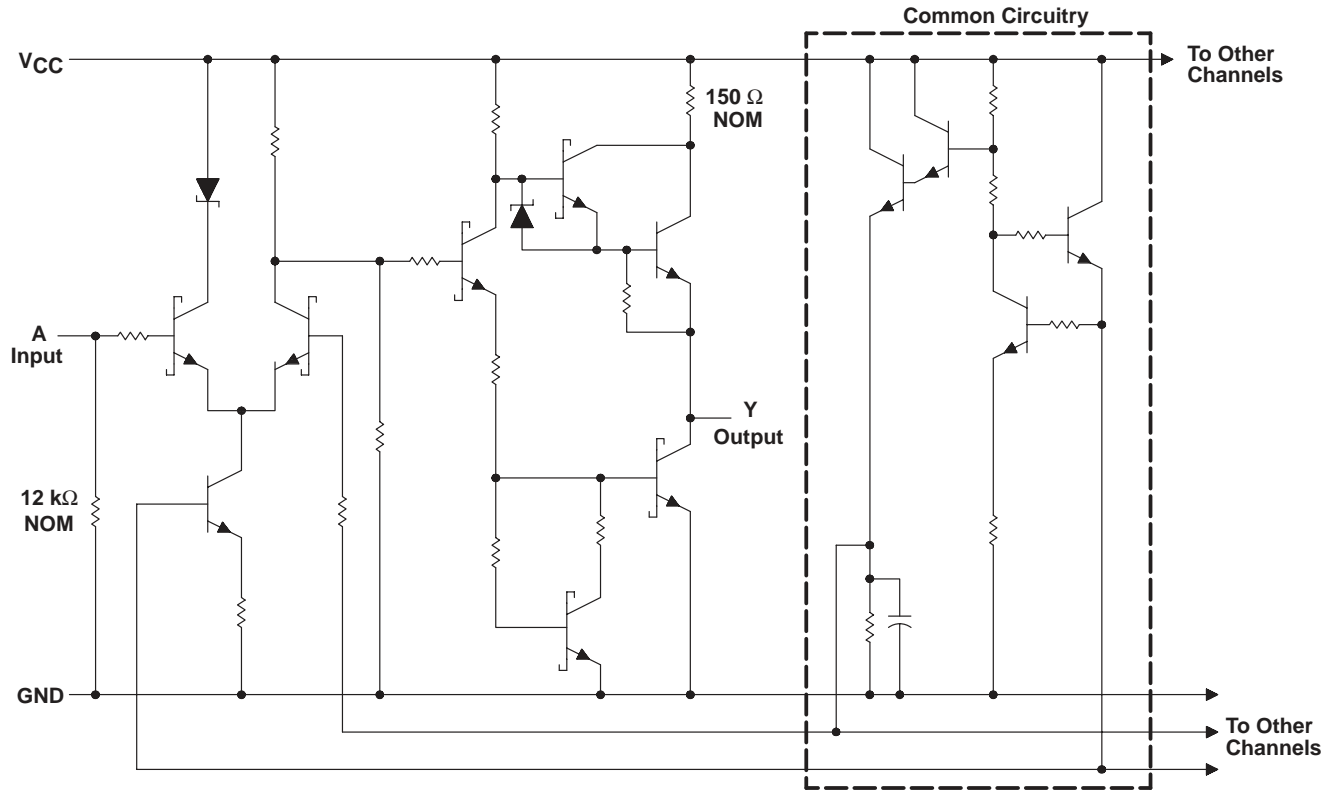 Common Circuitry
VCC
To Other
Channels
150 Ω
NOM
A
Input
Y
Output
12 kΩ
NOM
GND
To Other
Channels